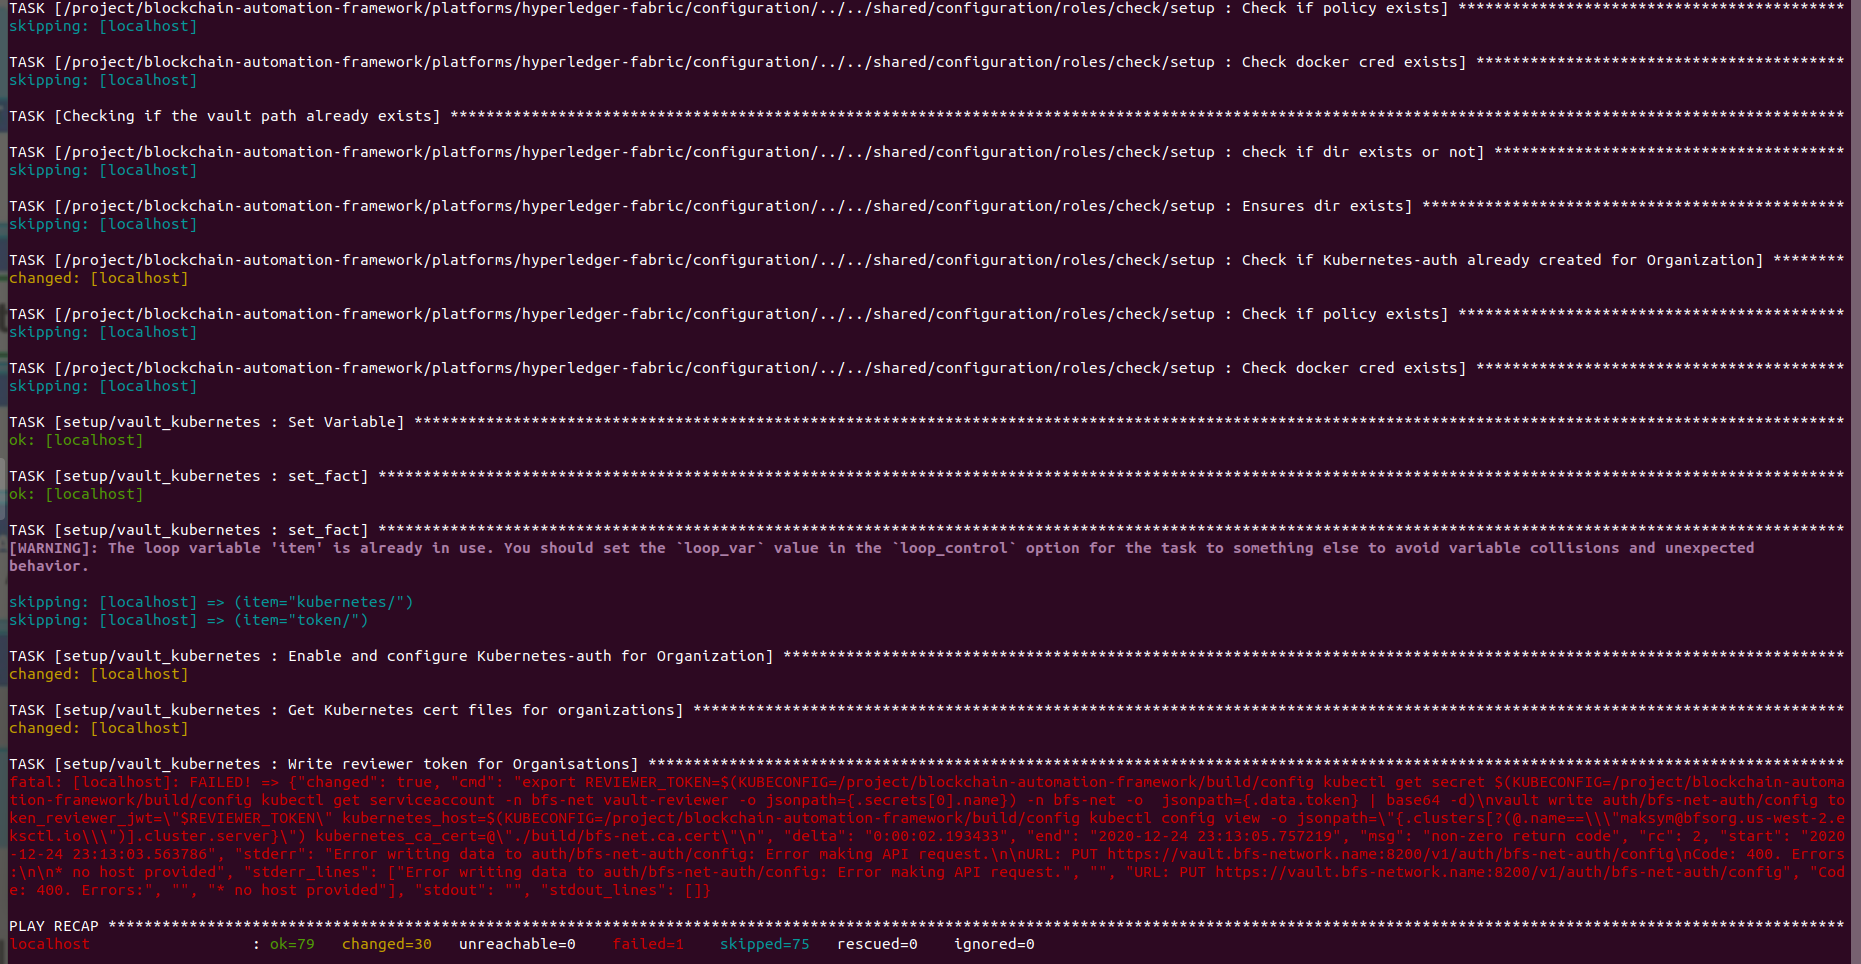 TASK [/project/blockchain-automation-framework/platforms/hyperledger-fabric/configuration/../../shared/configuration/roles/check/setup : Check if policy exists] *******************************************
skipping: [localhost]
TASK [/project/blockchain-automation-framework/platforms/hyperledger-fabric/configuration/../../shared/configuration/roles/check/setup : Check docker cred exists] *****************************************
skipping: [localhost]
TASK [Checking if the vault path already exists] ***********************************************************************************************************************************************************
TASK [/project/blockchain-automation-framework/platforms/hyperledger-fabric/configuration/../../shared/configuration/roles/check/setup : check if dir exists or not] ***************************************
skipping: [localhost]
TASK [/project/blockchain-automation-framework/platforms/hyperledger-fabric/configuration/../../shared/configuration/roles/check/setup : Ensures dir exists] ***********************************************
skipping: [localhost]
TASK [/project/blockchain-automation-framework/platforms/hyperledger-fabric/configuration/../../shared/configuration/roles/check/setup : Check if Kubernetes-auth already created for Organization] ********
changed: [localhost]
TASK [/project/blockchain-automation-framework/platforms/hyperledger-fabric/configuration/../../shared/configuration/roles/check/setup : Check if policy exists] *******************************************
skipping: [localhost]
TASK [/project/blockchain-automation-framework/platforms/hyperledger-fabric/configuration/../../shared/configuration/roles/check/setup : Check docker cred exists] *****************************************
skipping: [localhost]
TASK [setup/vault_kubernetes : Set Variable] ***************************************************************************************************************************************************************
ok: [localhost]
TASK [setup/vault_kubernetes : set_fact] *******************************************************************************************************************************************************************
ok: [localhost]
TASK [setup/vault_kubernetes : set_fact] *******************************************************************************************************************************************************************
[WARNING]: The loop variable 'item' is already in use. You should set the `loop_var` value in the `loop_control` option for the task to something else to avoid variable collisions and unexpected
behavior.
skipping: [localhost] => (item="kubernetes/")
skipping: [localhost] => (item="token/")
TASK [setup/vault_kubernetes : Enable and configure Kubernetes-auth for Organization] **********************************************************************************************************************
changed: [localhost]
TASK [setup/vault_kubernetes : Get Kubernetes cert files for organizations] ********************************************************************************************************************************
changed: [localhost]
TASK [setup/vault_kubernetes : Write reviewer token for Organisations] *************************************************************************************************************************************
fatal: [localhost]: FAILED! => {"changed": true, "cmd": "export REVIEWER_TOKEN=$(KUBECONFIG=/project/blockchain-automation-framework/build/config kubectl get secret $(KUBECONFIG=/project/blockchain-automa
tion-framework/build/config kubectl get serviceaccount -n bfs-net vault-reviewer -o jsonpath={.secrets[0].name}) -n bfs-net -o  jsonpath={.data.token} | base64 -d)\nvault write auth/bfs-net-auth/config to
ken_reviewer_jwt=\"$REVIEWER_TOKEN\" kubernetes_host=$(KUBECONFIG=/project/blockchain-automation-framework/build/config kubectl config view -o jsonpath=\"{.clusters[?(@.name==\\\"maksym@bfsorg.us-west-2.e
ksctl.io\\\")].cluster.server}\") kubernetes_ca_cert=@\"./build/bfs-net.ca.cert\"\n", "delta": "0:00:02.193433", "end": "2020-12-24 23:13:05.757219", "msg": "non-zero return code", "rc": 2, "start": "2020
-12-24 23:13:03.563786", "stderr": "Error writing data to auth/bfs-net-auth/config: Error making API request.\n\nURL: PUT https://vault.bfs-network.name:8200/v1/auth/bfs-net-auth/config\nCode: 400. Errors
:\n\n* no host provided", "stderr_lines": ["Error writing data to auth/bfs-net-auth/config: Error making API request.", "", "URL: PUT https://vault.bfs-network.name:8200/v1/auth/bfs-net-auth/config", "Cod
e: 400. Errors:", "", "* no host provided"], "stdout": "", "stdout_lines": []}
PLAY RECAP *************************************************************************************************************************************************************************************************
localhost                  : ok=79   changed=30   unreachable=0    failed=1    skipped=75   rescued=0    ignored=0